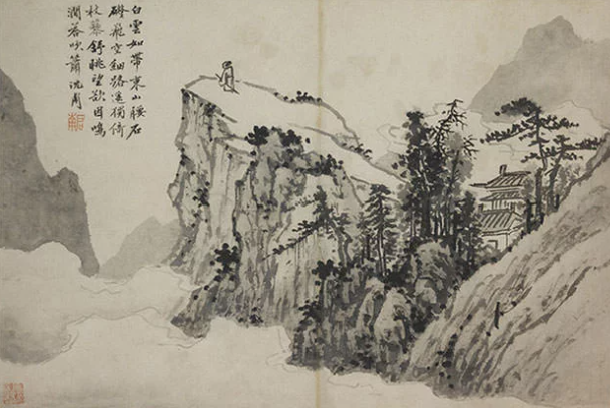 白雲如帶束山腰石
磴飛空細路遙獨倚
杖藜舒眺望欲因鳴
澗答吹簫 沈周